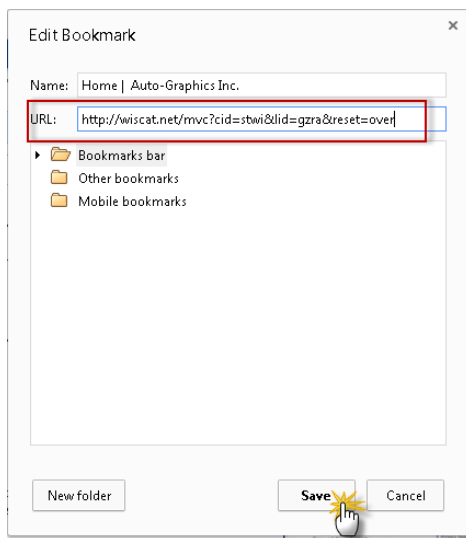 Edit Bookmark
Name: Home | Auto-Graphics Inc.
URL: http://wiscat.net/mvc?cid=stwi&lid=gzra&reset=over
Bookmarks bar
Other bookmarks
Mobile bookmarks
New folder Save Cancel